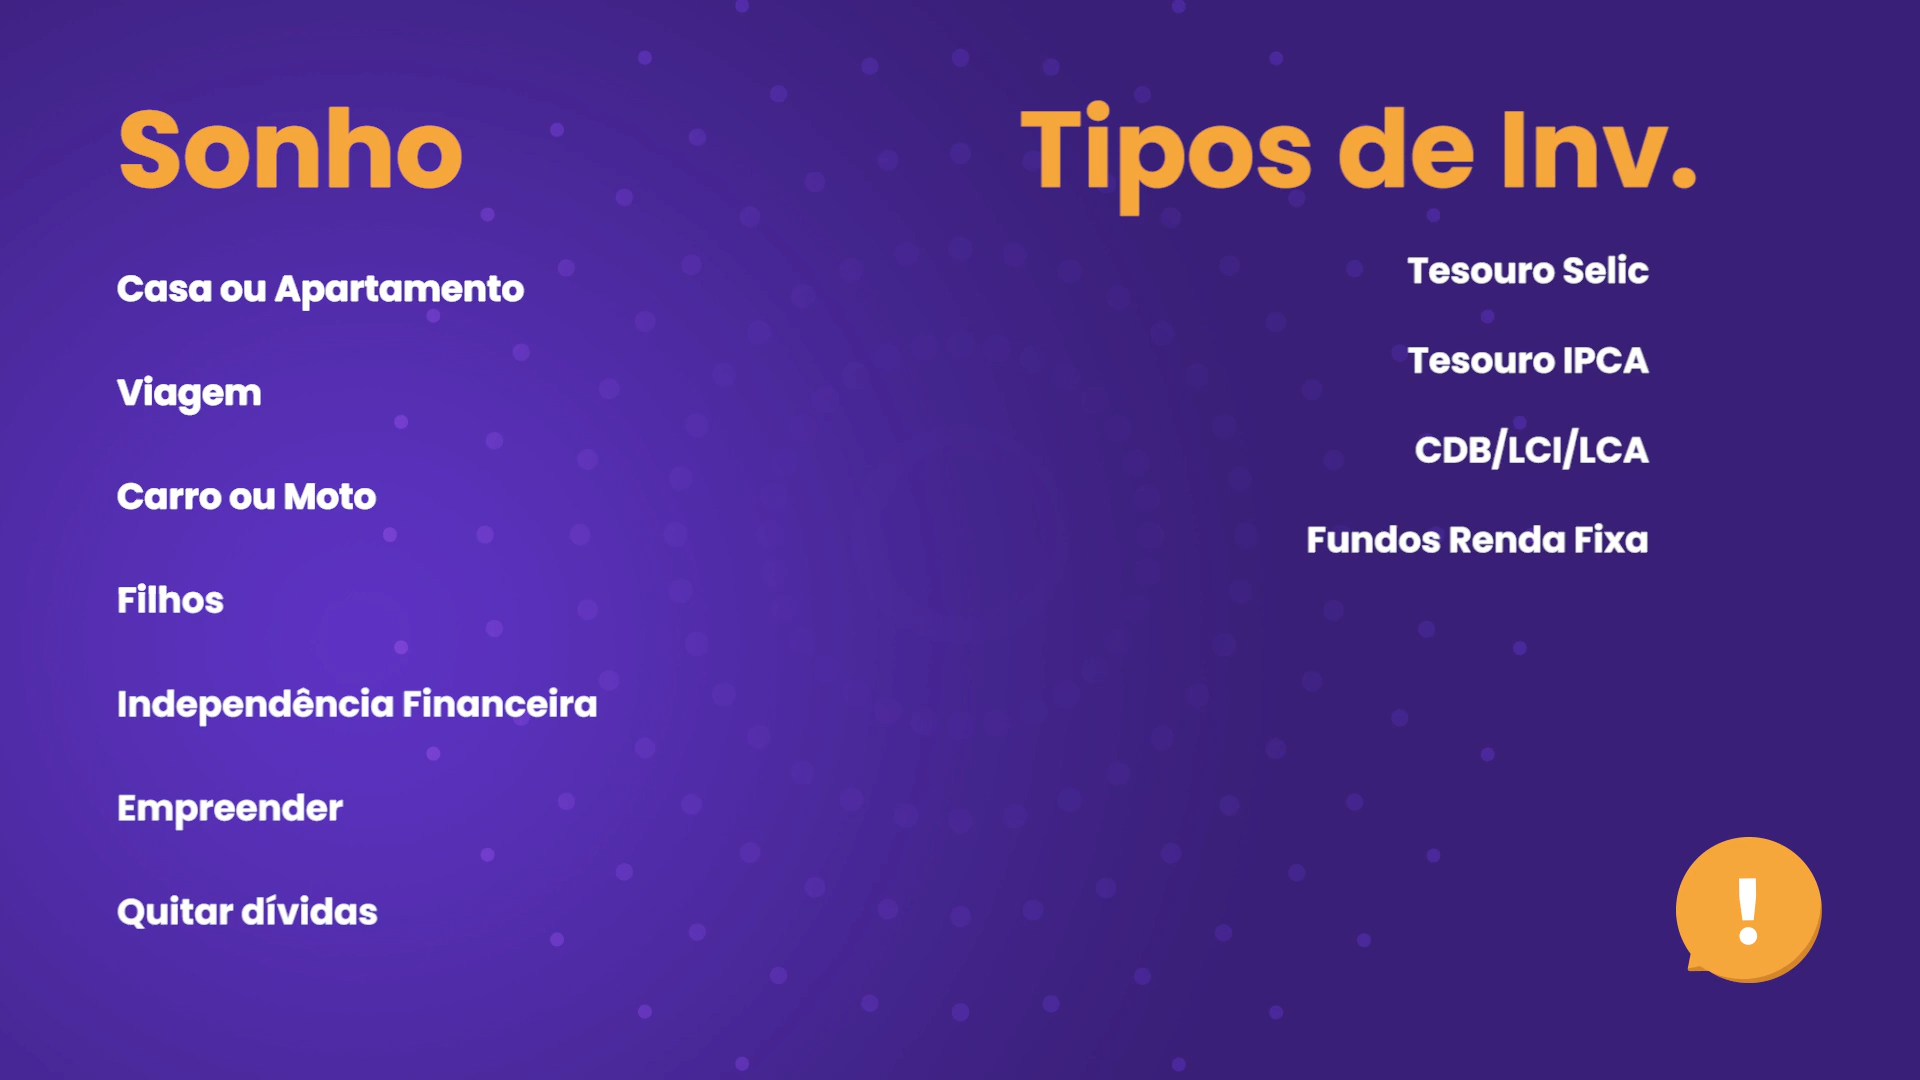 Sonho
Casa ou Apartamento
Viagem
Carro ou Moto
Filhos
Independência Financeira
Empreender
Quitar dívidas
Tipos de Inv.
Tesouro Selic
Tesouro IPCA
CDB/LCI/LCA
Fundos Renda Fixa
!